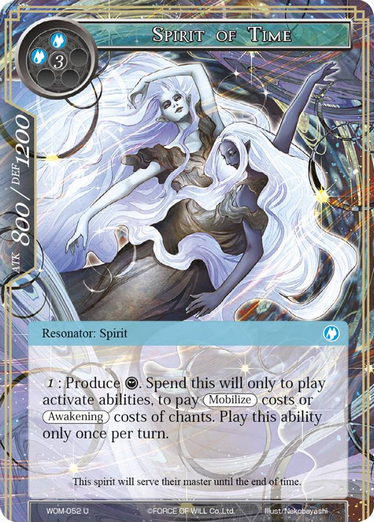 Spirit of Time
3
ATK 800 / DEF 1200
Resonator: Spirit
1 : Produce . Spend this will only to play
activate abilities, to pay Mobilize costs or
Awakening costs of chants. Play this ability
only once per turn.
This spirit will serve their master until the end of time.
WOM-052 U ©FORCE OF WILL Co.,Ltd. Illust/Nekobayashi